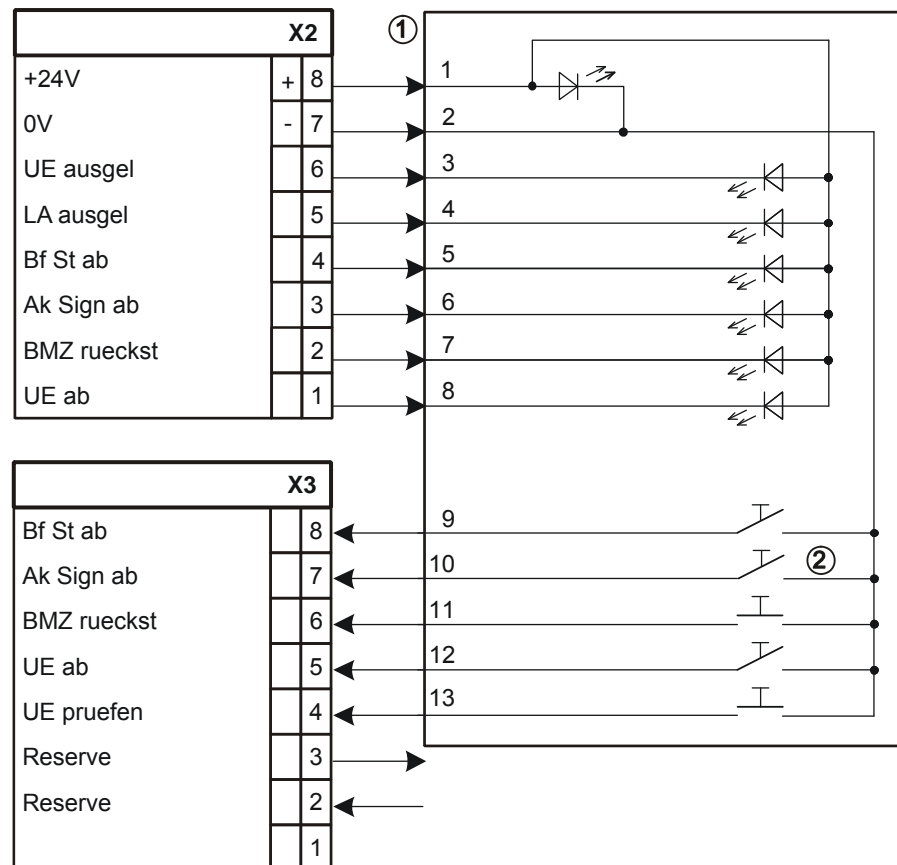 X2
+24V + 8
0V - 7
UE ausgel 6
LA ausgel 5
Bf St ab 4
Ak Sign ab 3
BMZ rueckst 2
UE ab 1
①
1
2
3
4
5
6
7
8
X3
Bf St ab 8
Ak Sign ab 7
BMZ rueckst 6
UE ab 5
UE pruefen 4
Reserve 3
Reserve 2
1
9
10
②
11
12
13